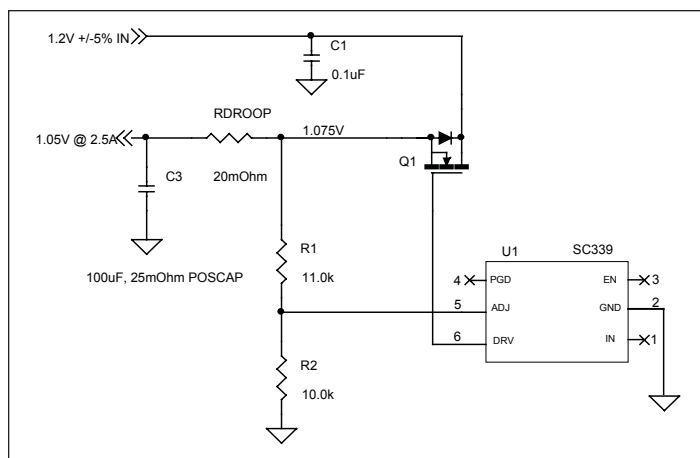 1.2V +/-5% IN
C1
0.1uF
RDROOP
1.075V
1.05V @ 2.5A
Q1
C3
20mOhm
U1 SC339
R1
100uF, 25mOhm POSCAP
11.0k
4 PGD EN 3
5 ADJ GND 2
6 DRV IN 1
R2
10.0k